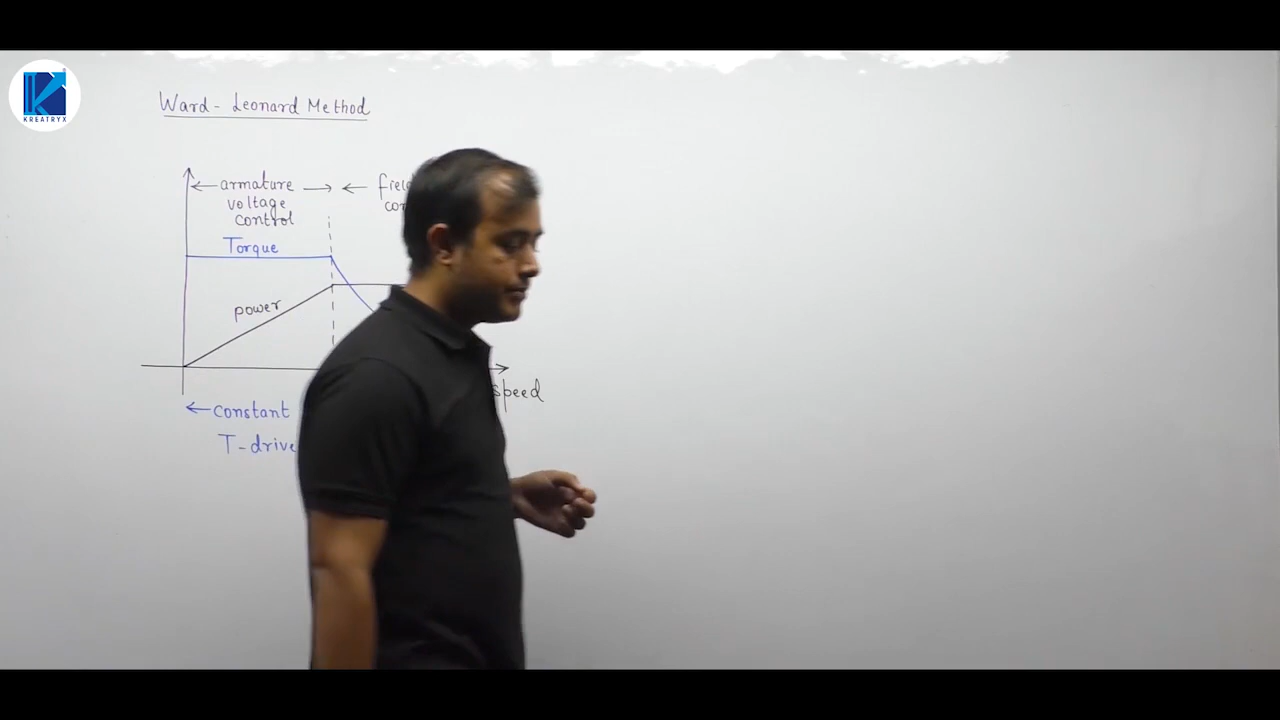 KREATRYX
Ward - Leonard Method
armature
voltage
control
Torque
power
speed
constant
T-drive